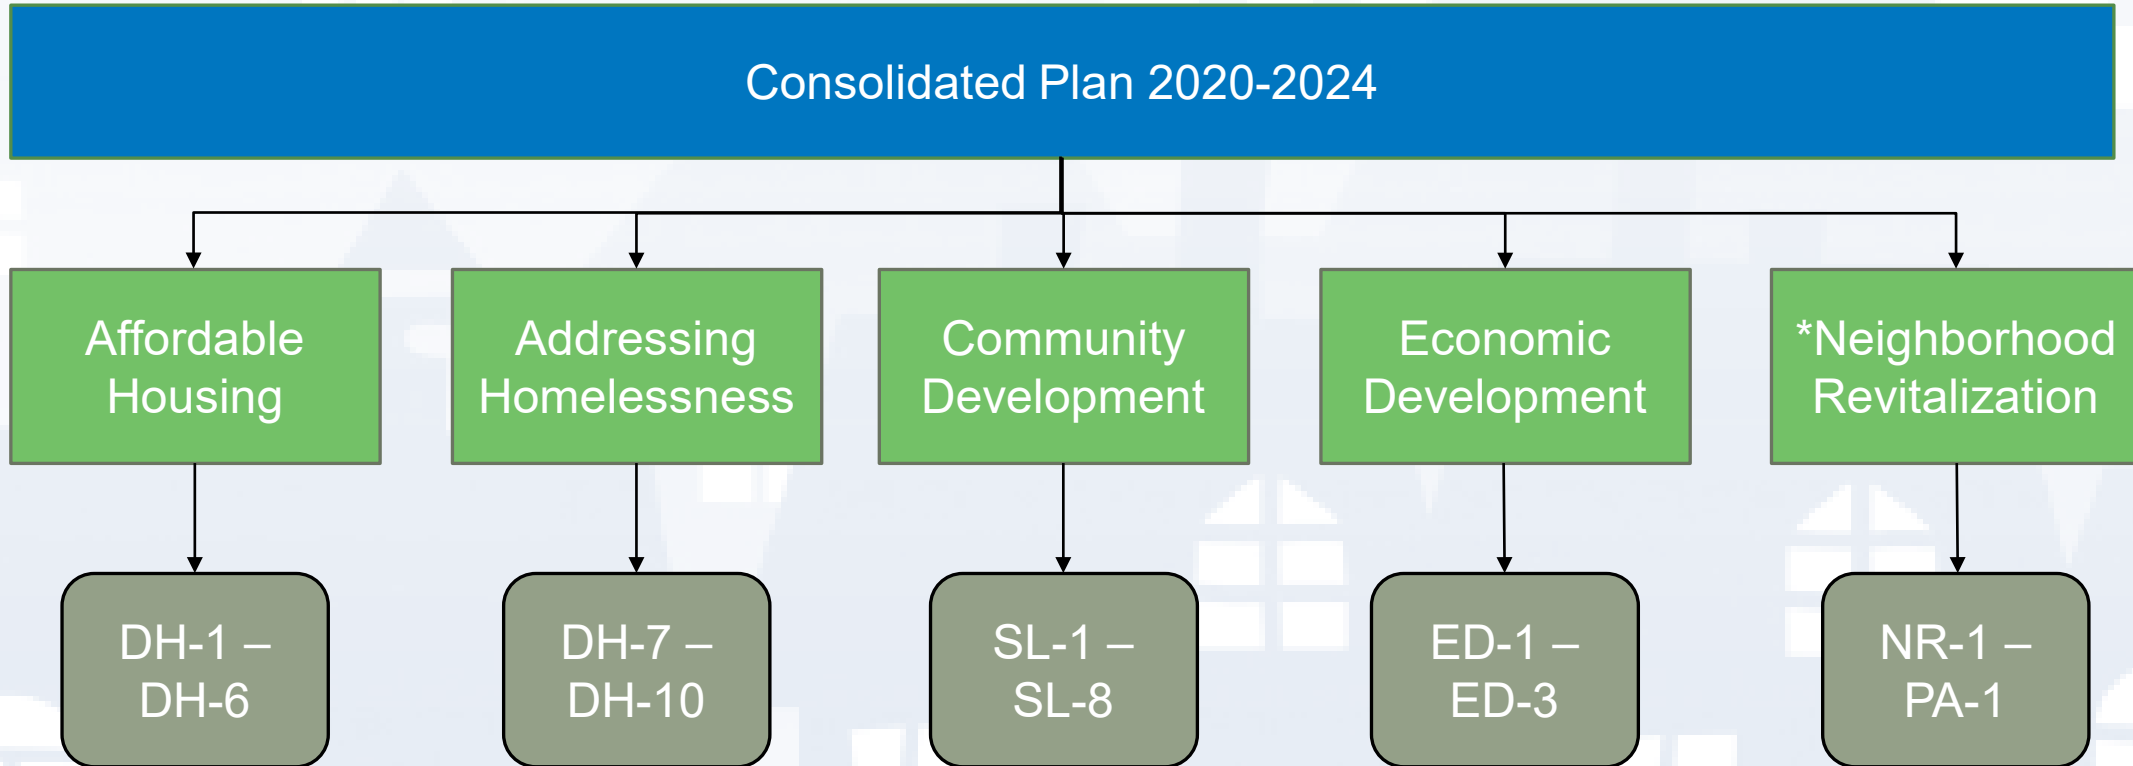 Consolidated Plan 2020-2024
Affordable
Housing
Addressing
Homelessness
Community
Development
Economic
Development
*Neighborhood
Revitalization
DH-1 –
DH-6
DH-7 –
DH-10
SL-1 –
SL-8
ED-1 –
ED-3
NR-1 –
PA-1